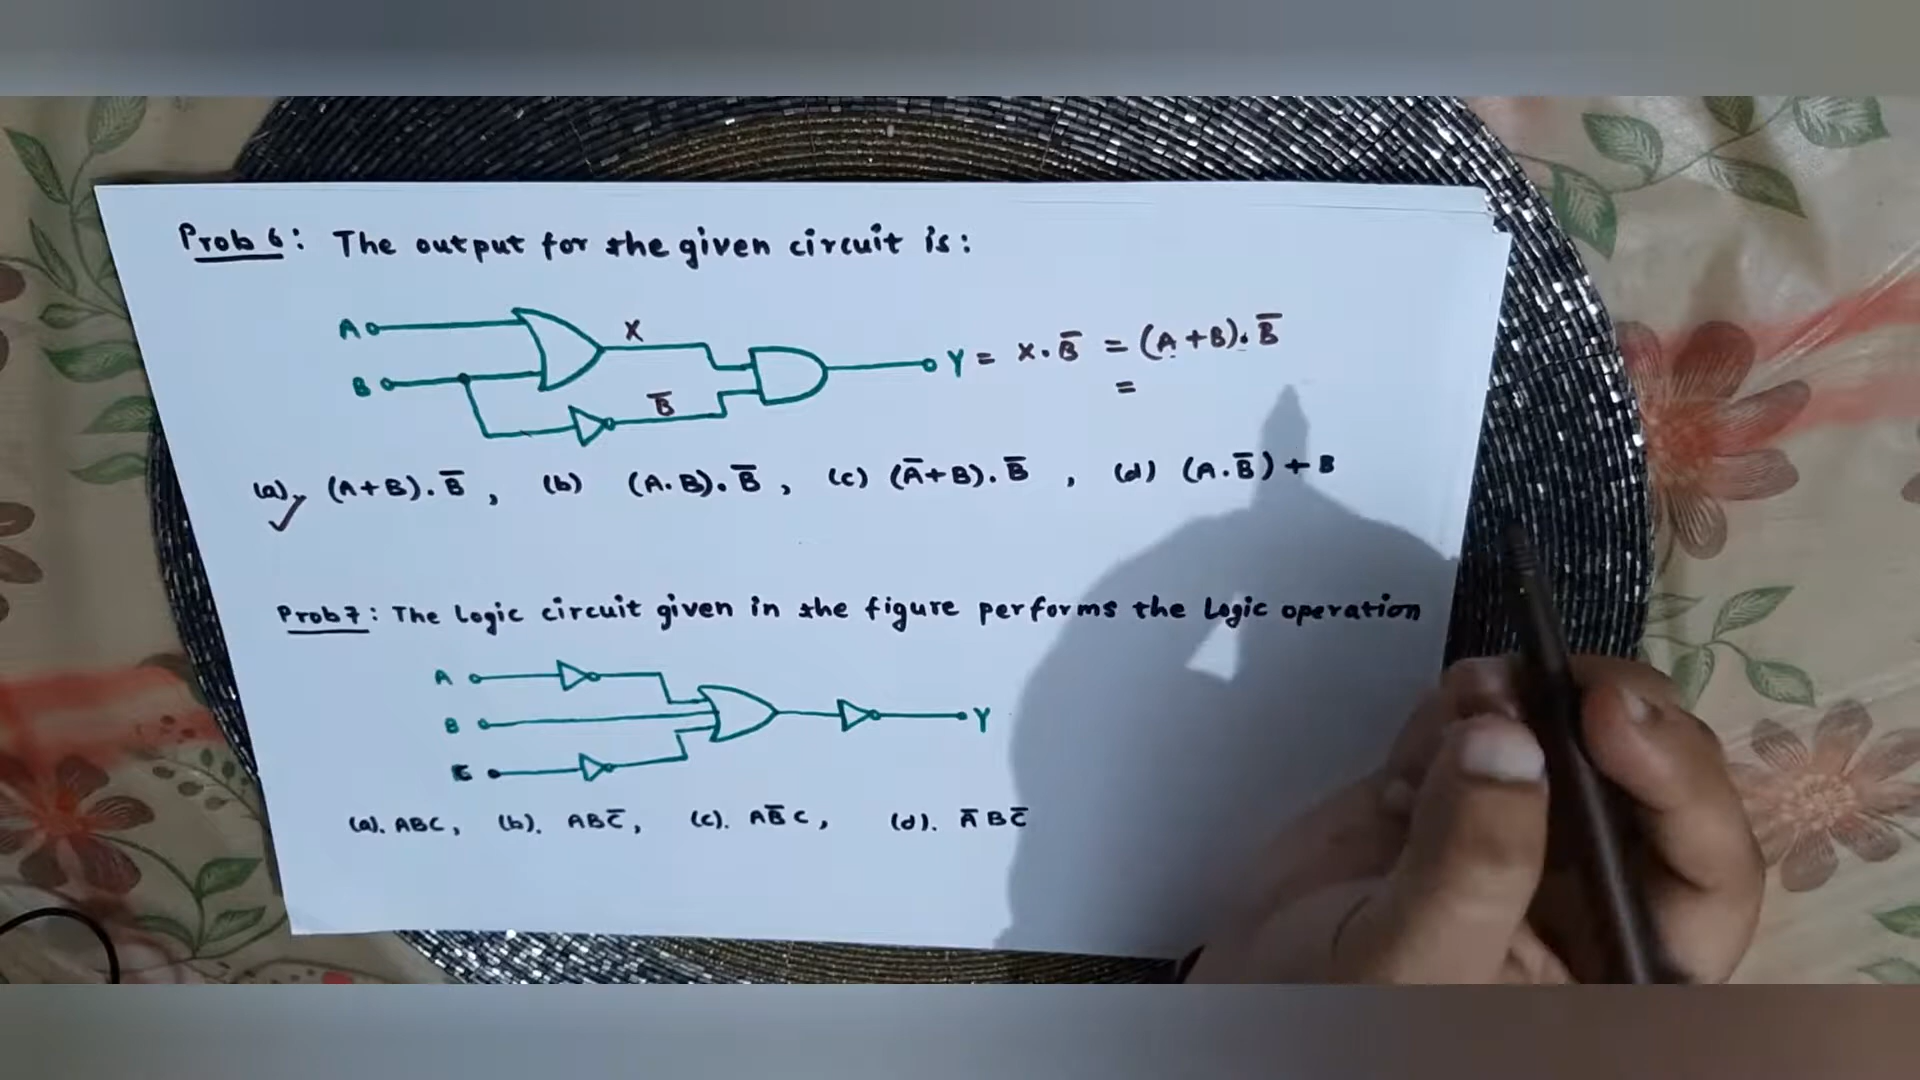 Prob 6: The output for the given circuit is:
A
X
Y = X.B̅ = (A+B).B̅
B
B̅
=
(a) (A+B).B̅ , (b) (A.B).B̅ , (c) (A̅+B).B̅ , (d) (A.B̅)+B
Prob 7: The Logic circuit given in the figure performs the Logic operation
A
B
Y
C
(a). ABC, (b). ABC̅, (c). AB̅C, (d). A̅BC̅